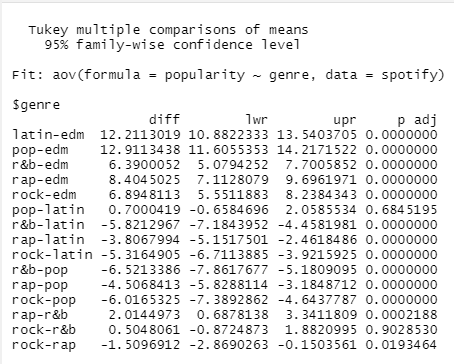 Tukey multiple comparisons of means
95% family-wise confidence level
Fit: aov(formula = popularity ~ genre, data = spotify)
$genre
diff lwr upr p adj
latin-edm 12.2113019 10.8822333 13.5403705 0.0000000
pop-edm 12.9113438 11.6055353 14.2171522 0.0000000
r&b-edm 6.3900052 5.0794252 7.7005852 0.0000000
rap-edm 8.4045025 7.1128079 9.6961971 0.0000000
rock-edm 6.8948113 5.5511883 8.2384343 0.0000000
pop-latin 0.7000419 -0.6584696 2.0585534 0.6845195
r&b-latin -5.8212967 -7.1843952 -4.4581981 0.0000000
rap-latin -3.8067994 -5.1517501 -2.4618486 0.0000000
rock-latin -5.3164905 -6.7113885 -3.9215925 0.0000000
r&b-pop -6.5213386 -7.8617677 -5.1809095 0.0000000
rap-pop -4.5068413 -5.8288114 -3.1848712 0.0000000
rock-pop -6.0165325 -7.3892862 -4.6437787 0.0000000
rap-r&b 2.0144973 0.6878138 3.3411809 0.0002188
rock-r&b 0.5048061 -0.8724873 1.8820995 0.9028530
rock-rap -1.5096912 -2.8690263 -0.1503561 0.0193464